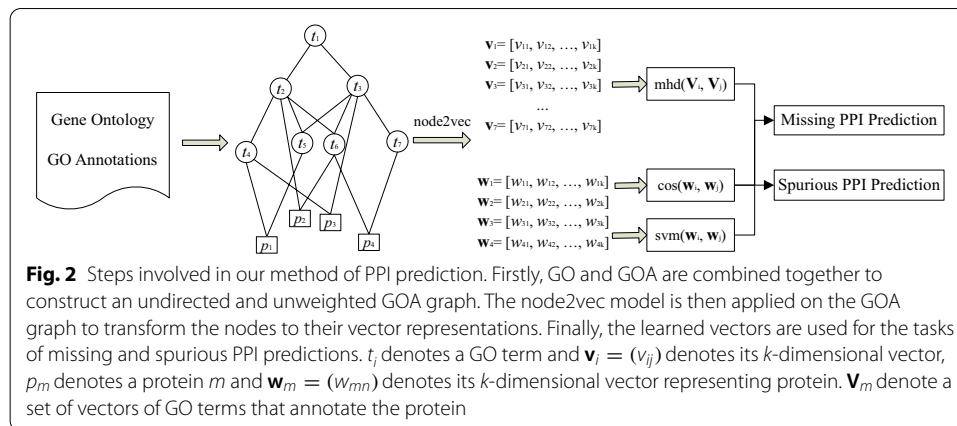 Gene Ontology
GO Annotations
t₁
t₂
t₃
t₄
t₅
t₆
t₇
p₁
p₂
p₃
p₄
node2vec
v₁= [v₁₁, v₁₂, …, v₁ₖ]
v₂= [v₂₁, v₂₂, …, v₂ₖ]
v₃= [v₃₁, v₃₂, …, v₃ₖ]
...
v₇= [v₇₁, v₇₂, …, v₇ₖ]
w₁= [w₁₁, w₁₂, …, w₁ₖ]
w₂= [w₂₁, w₂₂, …, w₂ₖ]
w₃= [w₃₁, w₃₂, …, w₃ₖ]
w₄= [w₄₁, w₄₂, …, w₄ₖ]
mhd(Vᵢ, Vⱼ)
cos(wᵢ, wⱼ)
svm(wᵢ, wⱼ)
Missing PPI Prediction
Spurious PPI Prediction
Fig. 2 Steps involved in our method of PPI prediction. Firstly, GO and GOA are combined together to
construct an undirected and unweighted GOA graph. The node2vec model is then applied on the GOA
graph to transform the nodes to their vector representations. Finally, the learned vectors are used for the tasks
of missing and spurious PPI predictions. tᵢ denotes a GO term and vᵢ = (vᵢⱼ) denotes its k-dimensional vector,
pₘ denotes a protein m and wₘ = (wₘₙ) denotes its k-dimensional vector representing protein. Vₘ denote a
set of vectors of GO terms that annotate the protein